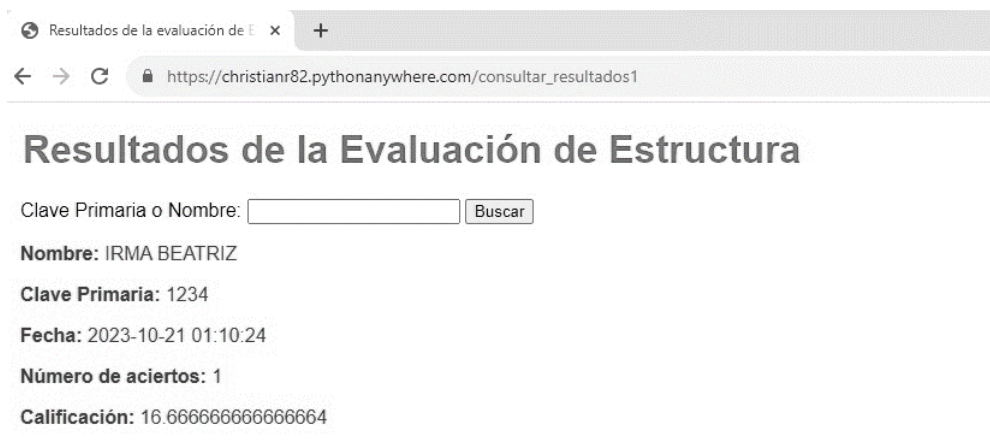 Resultados de la evaluación de E
https://christianr82.pythonanywhere.com/consultar_resultados1
Resultados de la Evaluación de Estructura
Clave Primaria o Nombre: Buscar
Nombre: IRMA BEATRIZ
Clave Primaria: 1234
Fecha: 2023-10-21 01:10:24
Número de aciertos: 1
Calificación: 16.666666666666664